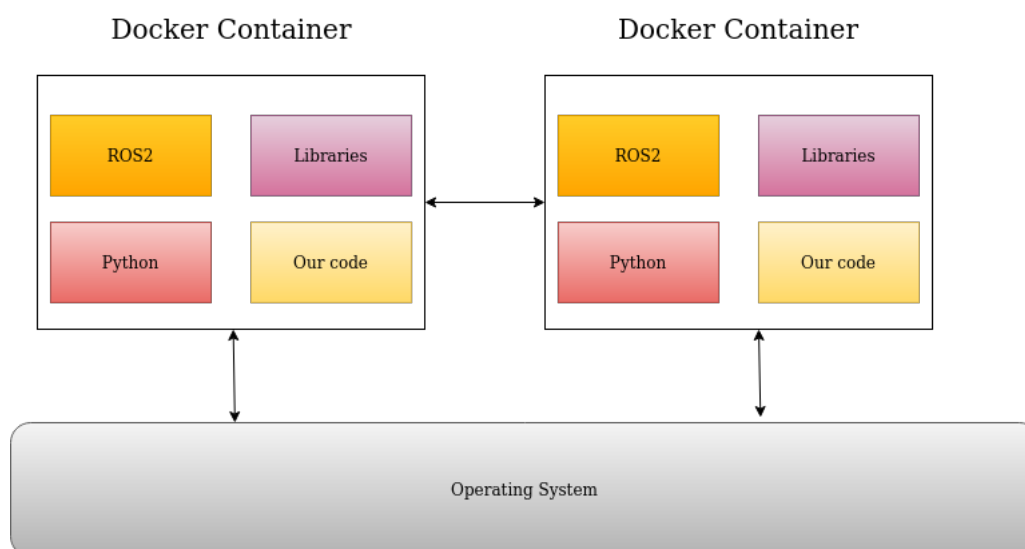 Docker Container
Docker Container
ROS2
Libraries
ROS2
Libraries
Python
Our code
Python
Our code
Operating System